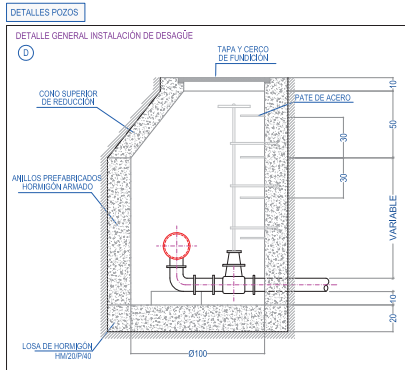 DETALLES POZOS
DETALLE GENERAL INSTALACIÓN DE DESAGÜE
D
TAPA Y CERCO
DE FUNDICIÓN
CONO SUPERIOR
DE REDUCCIÓN
PATE DE ACERO
ANILLOS PREFABRICADOS
HORMIGÓN ARMADO
10
50
30
30
VARIABLE
10
20
LOSA DE HORMIGÓN
HM/20/P/40
Ø100